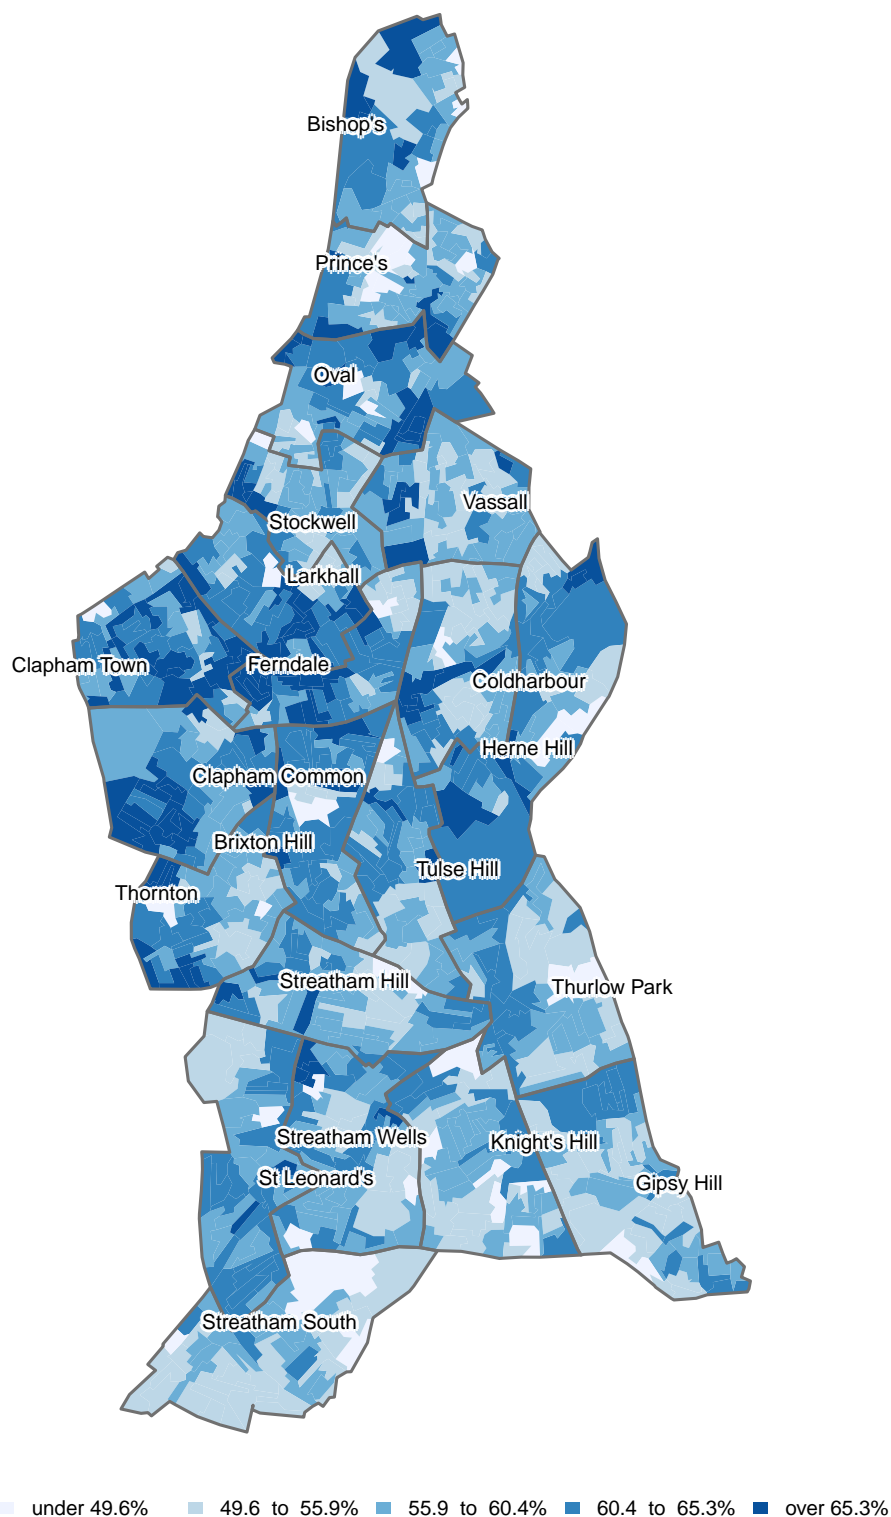 Bishop's
Prince's
Oval
Vassall
Stockwell
Larkhall
Clapham Town
Ferndale
Coldharbour
Herne Hill
Clapham Common
Brixton Hill
Tulse Hill
Thornton
Streatham Hill
Thurlow Park
Streatham Wells
Knight's Hill
St Leonard's
Gipsy Hill
Streatham South
under 49.6% 49.6 to 55.9% 55.9 to 60.4% 60.4 to 65.3% over 65.3%